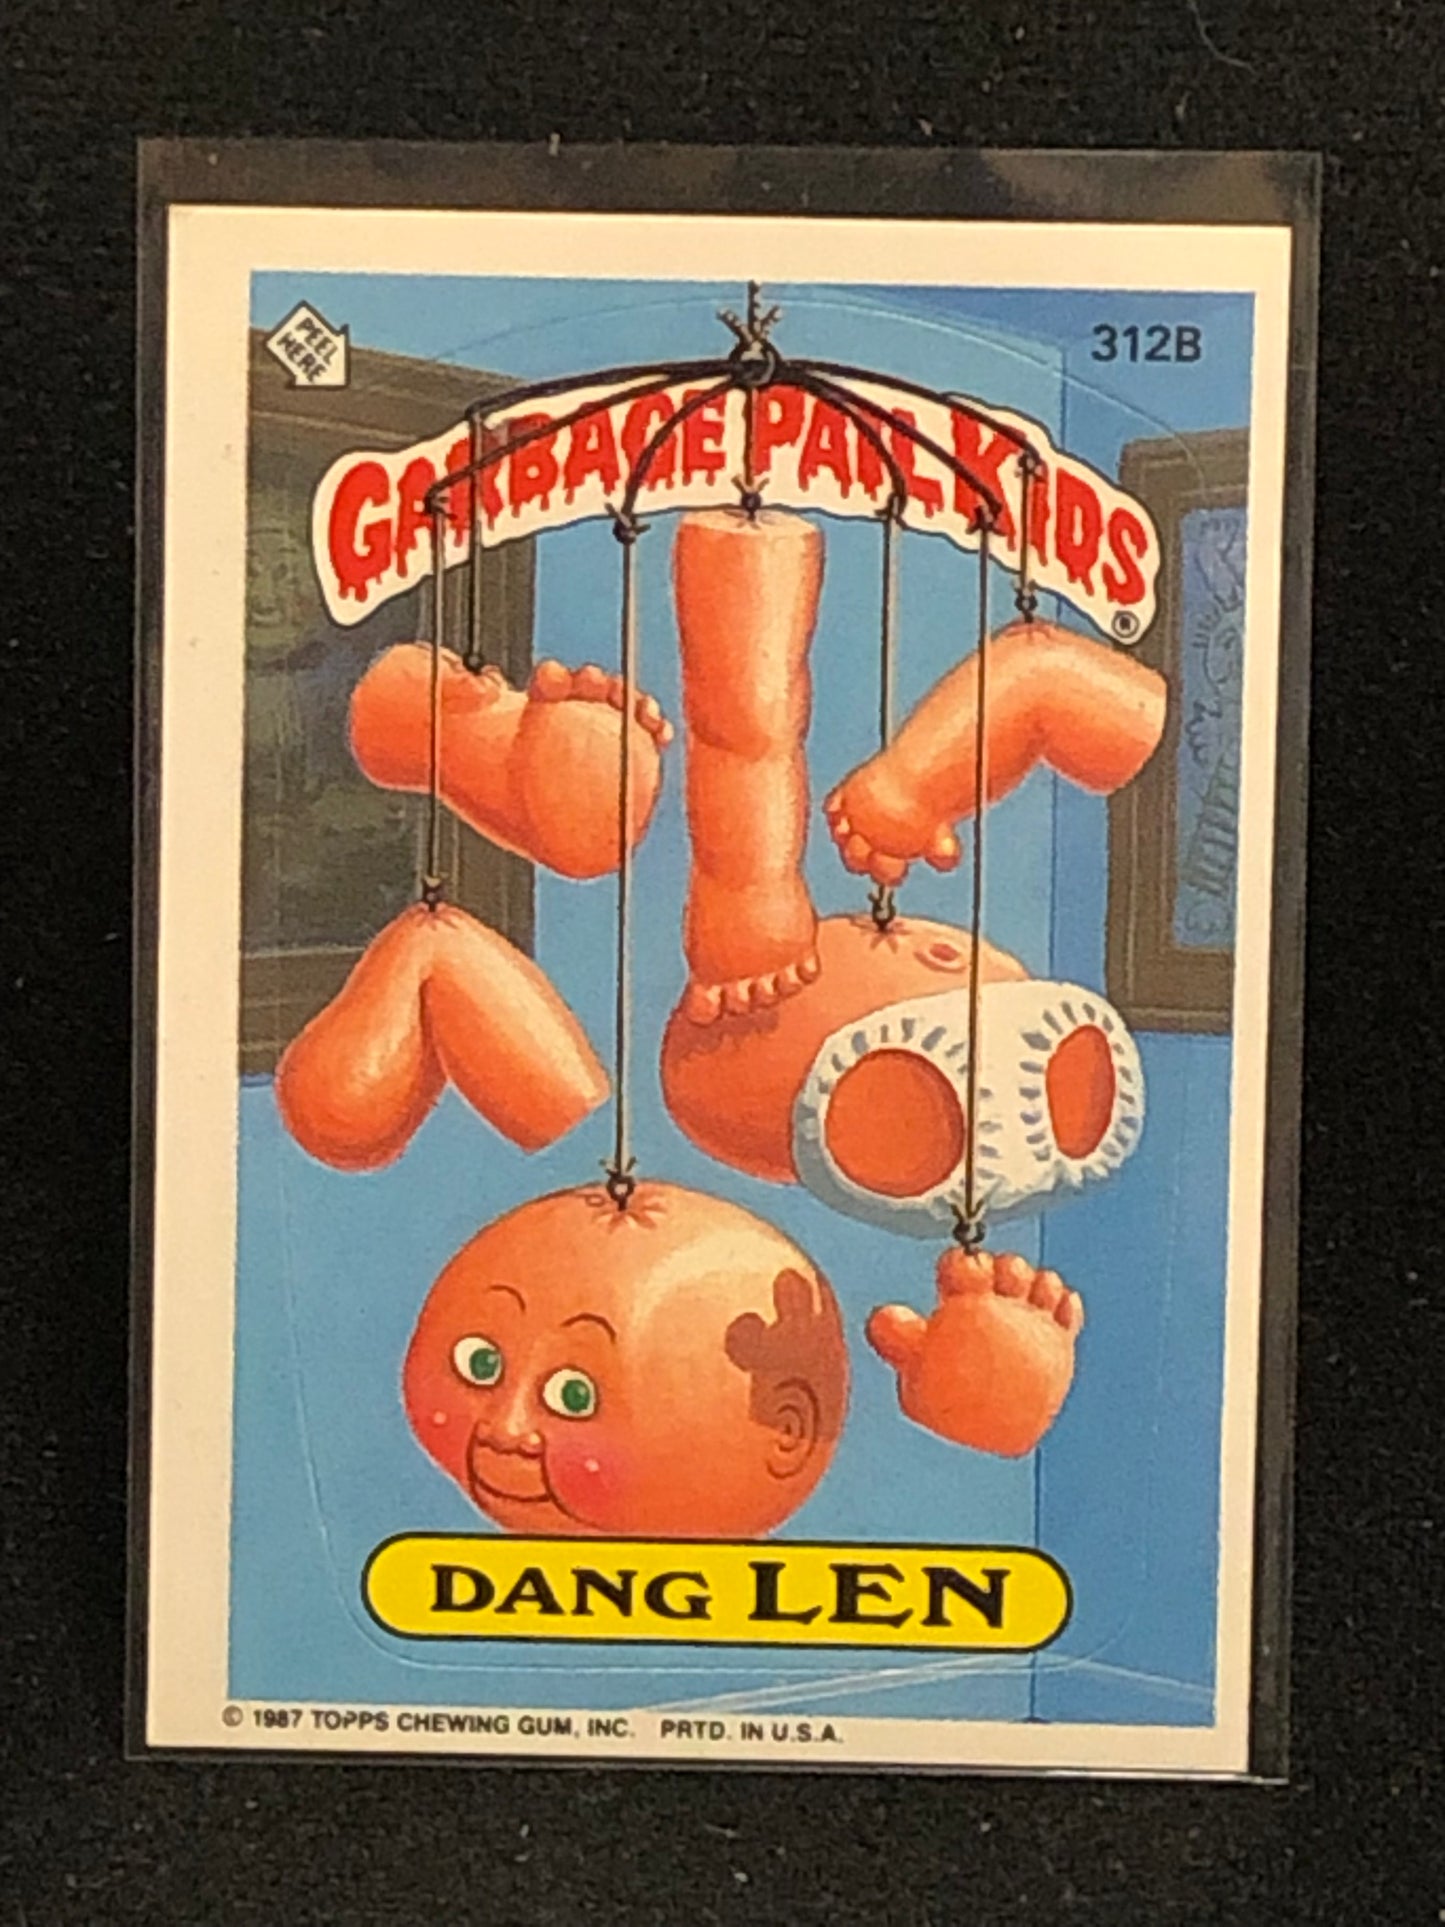 PEEL
HERE
312B
GARBAGE PAIL KIDS
®
DANG LEN
© 1987 TOPPS CHEWING GUM, INC. PRTD. IN U.S.A.